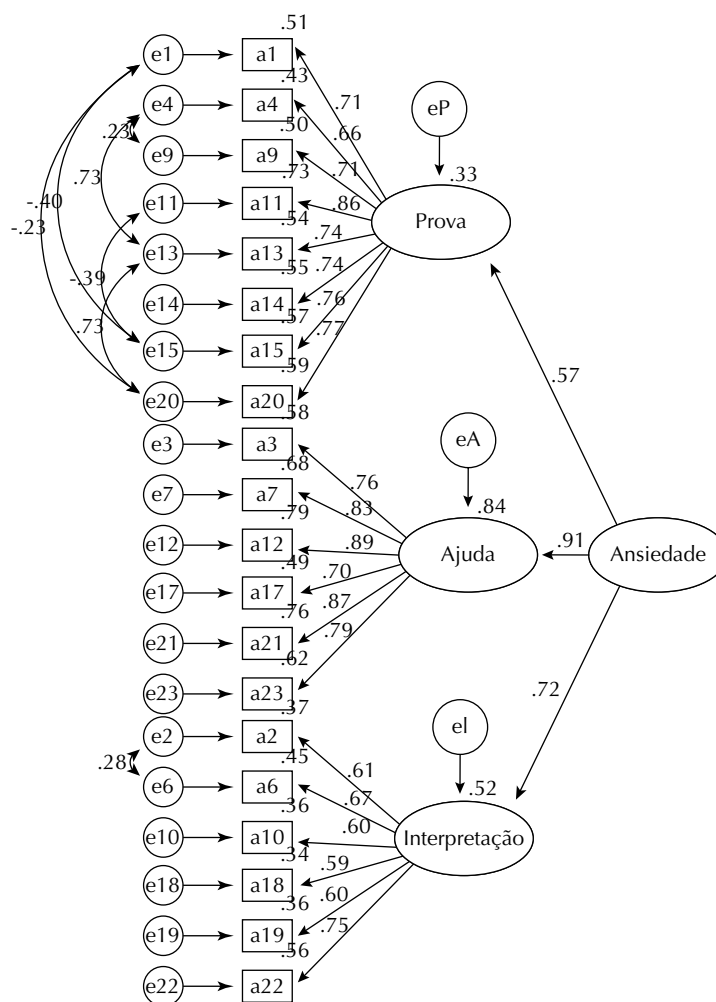 .51
e1 a1
.43
.71 eP
e4 a4
.50
.23 .66
e9 a9
.73 .71 .33
.73
.86
e11 a11
-.40 .54
-.23 .74 Prova
e13 a13
.55 .74
-.39
e14 a14 .76
.57
.73 .77
e15 a15
.59
.57
e20 a20
.58
e3 a3 eA
.68
.76
e7 a7 .83 .84
.79
e12 a12 .89 .91
.49 Ajuda Ansiedade
.70
e17 a17 .87
.76
.79
e21 a21
.62
e23 a23 .72
.37
e2 a2 eI
.45
.28 .61
e6 a6 .67 .52
.36
.60
e10 a10 Interpretação
.34
.59
e18 a18 .60
.36
.75
e19 a19
.56
e22 a22